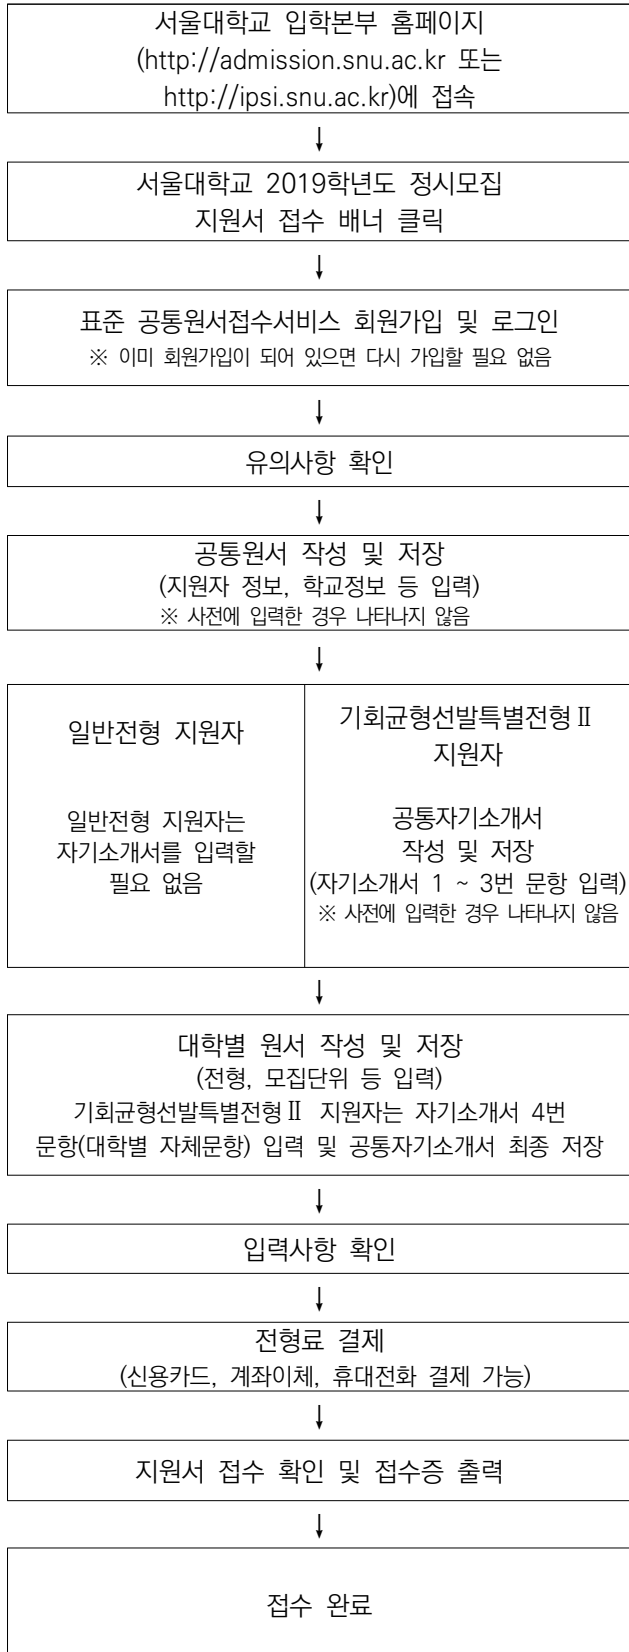 서울대학교 입학본부 홈페이지
(http://admission.snu.ac.kr 또는
http://ipsi.snu.ac.kr)에 접속
↓
서울대학교 2019학년도 정시모집
지원서 접수 배너 클릭
↓
표준 공통원서접수서비스 회원가입 및 로그인
※ 이미 회원가입이 되어 있으면 다시 가입할 필요 없음
↓
유의사항 확인
↓
공통원서 작성 및 저장
(지원자 정보, 학교정보 등 입력)
※ 사전에 입력한 경우 나타나지 않음
↓
일반전형 지원자
일반전형 지원자는
자기소개서를 입력할
필요 없음
기회균형선발특별전형Ⅱ
지원자
공통자기소개서
작성 및 저장
(자기소개서 1 ~ 3번 문항 입력)
※ 사전에 입력한 경우 나타나지 않음
↓
대학별 원서 작성 및 저장
(전형, 모집단위 등 입력)
기회균형선발특별전형Ⅱ 지원자는 자기소개서 4번
문항(대학별 자체문항) 입력 및 공통자기소개서 최종 저장
↓
입력사항 확인
↓
전형료 결제
(신용카드, 계좌이체, 휴대전화 결제 가능)
↓
지원서 접수 확인 및 접수증 출력
↓
접수 완료